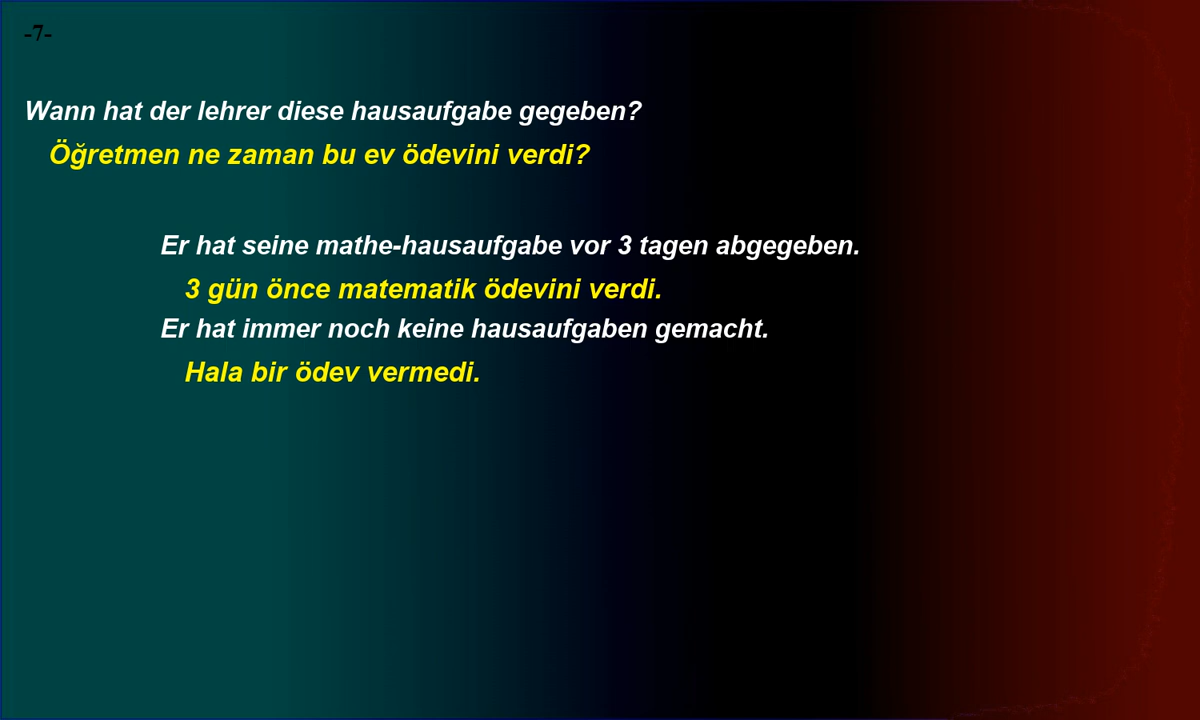 -7-
Wann hat der lehrer diese hausaufgabe gegeben?
Öğretmen ne zaman bu ev ödevini verdi?
Er hat seine mathe-hausaufgabe vor 3 tagen abgegeben.
3 gün önce matematik ödevini verdi.
Er hat immer noch keine hausaufgaben gemacht.
Hala bir ödev vermedi.